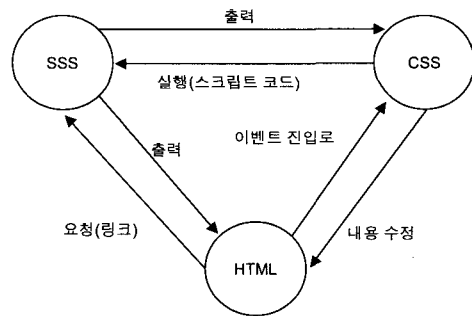 출력
SSS
CSS
실행(스크립트 코드)
이벤트 진입로
출력
요청(링크)
내용 수정
HTML